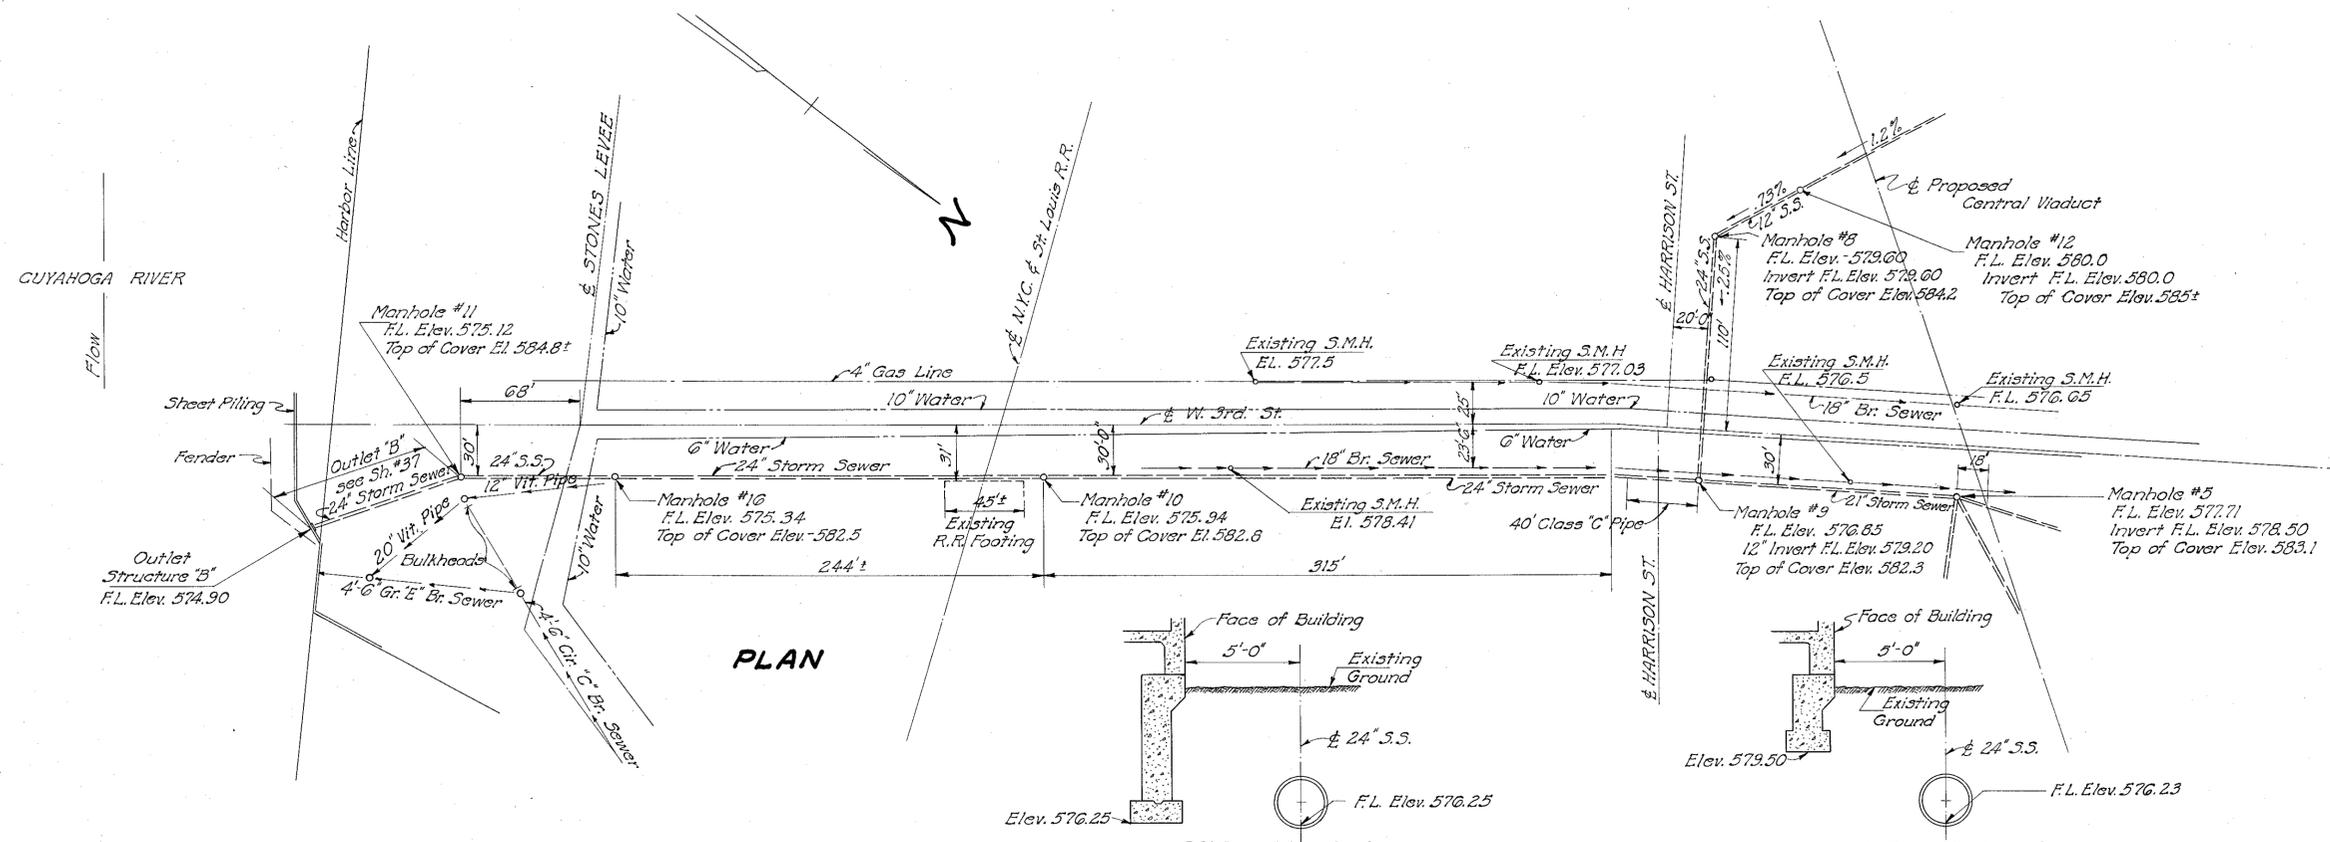 CUYAHOGA RIVER
Flow
Harbor Line
Sheet Piling
Fender
Outlet
Structure "B"
F.L. Elev. 574.90
Manhole #11
F.L. Elev. 575.12
Top of Cover El. 584.8±
Outlet "B"
see Sh. #37
24" Storm Sewer
68'
30'
24" S.S.
12" Vit. Pipe
20" Vit. Pipe
Bulkheads
4'-6" Gr. "E" Br. Sewer
4'-6" Cir. "C" Br. Sewer
℄ STONES LEVEE
10" Water
10" Water
N
℄ N.Y.C. & St. Louis R.R.
4" Gas Line
10" Water
℄ W. 3rd. St.
10" Water
6" Water
6" Water
24" Storm Sewer
31'
30'-0"
18" Br. Sewer
24" Storm Sewer
25'
23'-6"
Manhole #16
F.L. Elev. 575.34
Top of Cover Elev.-582.5
45'±
Existing
R.R. Footing
Manhole #10
F.L. Elev. 575.94
Top of Cover El. 582.8
Existing S.M.H.
El. 578.41
244'±
315'
Existing S.M.H.
EL. 577.5
Existing S.M.H
F.L. Elev. 577.03
℄ HARRISON ST.
℄ HARRISON ST.
20'-0"
24" S.S.
.25%
110'
.73%
12" S.S.
1.2%
℄ Proposed
Central Viaduct
Manhole #8
F.L. Elev.-579.60
Invert F.L. Elev. 579.60
Top of Cover Elev. 584.2
Manhole #12
F.L. Elev. 580.0
Invert F.L. Elev. 580.0
Top of Cover Elev. 585±
Existing S.M.H.
F.L. 576.5
Existing S.M.H.
F.L. 576.65
18" Br. Sewer
30'
18'
21" Storm Sewer
40' Class "C" Pipe
Manhole #9
F.L. Elev. 576.85
12" Invert F.L. Elev. 579.20
Top of Cover Elev. 582.3
Manhole #5
F.L. Elev. 577.71
Invert F.L. Elev. 578.50
Top of Cover Elev. 583.1
PLAN
Face of Building
5'-0"
Existing
Ground
℄ 24" S.S.
Elev. 576.25
F.L. Elev. 576.25
Face of Building
5'-0"
Existing
Ground
Elev. 579.50
℄ 24" S.S.
F.L. Elev. 576.23